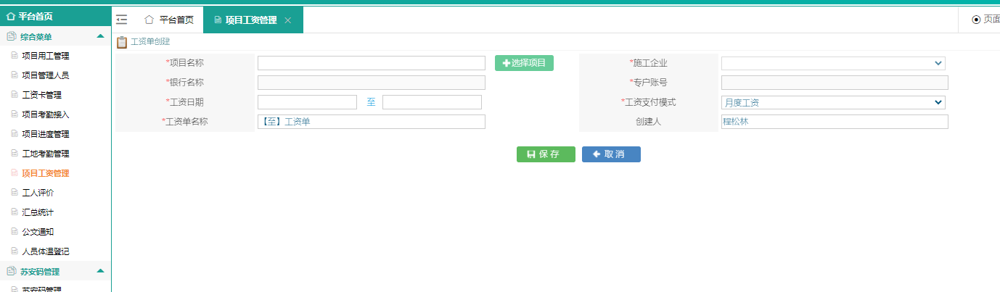 平台首页
综合菜单
项目用工管理
项目管理人员
工资卡管理
项目考勤接入
项目进度管理
工地考勤管理
项目工资管理
工人评价
汇总统计
公文通知
人员体温登记
苏安码管理
苏安码管理
平台首页 项目工资管理 页面
工资单创建
*项目名称 选择项目 *施工企业
*银行名称 *专户账号
*工资日期 至 *工资支付模式 月度工资
*工资单名称 【至】工资单 创建人 程松林
保 存 取 消